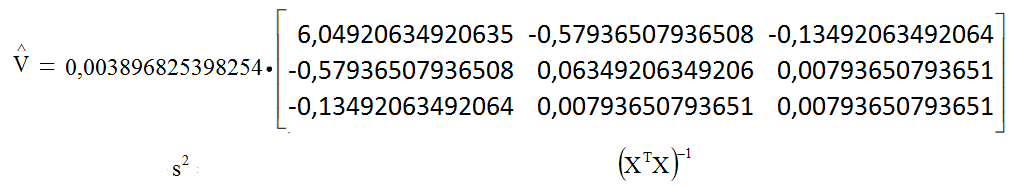 6,04920634920635 -0,57936507936508 -0,13492063492064
V̂ = 0,003896825398254• -0,57936507936508 0,06349206349206 0,00793650793651
-0,13492063492064 0,00793650793651 0,00793650793651
s² (XᵀX)⁻¹